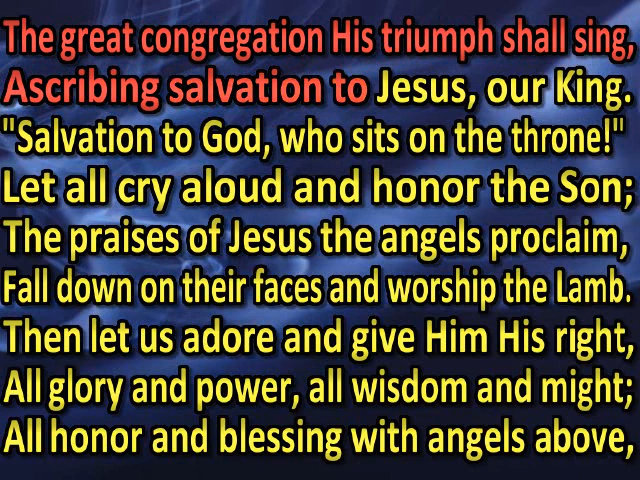 The great congregation His triumph shall sing,
Ascribing salvation to Jesus, our King.
"Salvation to God, who sits on the throne!"
Let all cry aloud and honor the Son;
The praises of Jesus the angels proclaim,
Fall down on their faces and worship the Lamb.
Then let us adore and give Him His right,
All glory and power, all wisdom and might;
All honor and blessing with angels above,